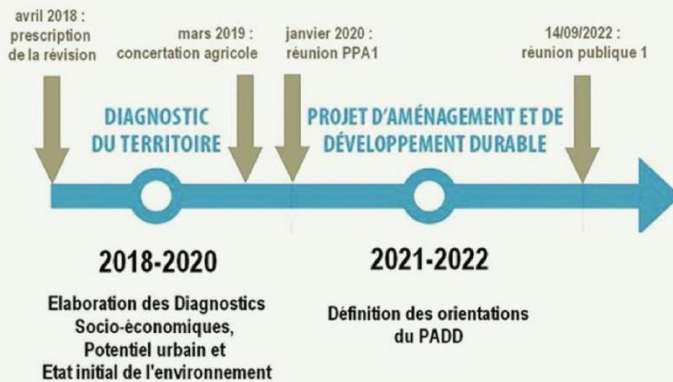 avril 2018 :
prescription
de la révision
mars 2019 :
concertation agricole
janvier 2020 :
réunion PPA1
14/09/2022 :
réunion publique 1
DIAGNOSTIC
DU TERRITOIRE
PROJET D'AMÉNAGEMENT ET DE
DÉVELOPPEMENT DURABLE
2018-2020
2021-2022
Elaboration des Diagnostics
Socio-économiques,
Potentiel urbain et
Etat initial de l'environnement
Définition des orientations
du PADD